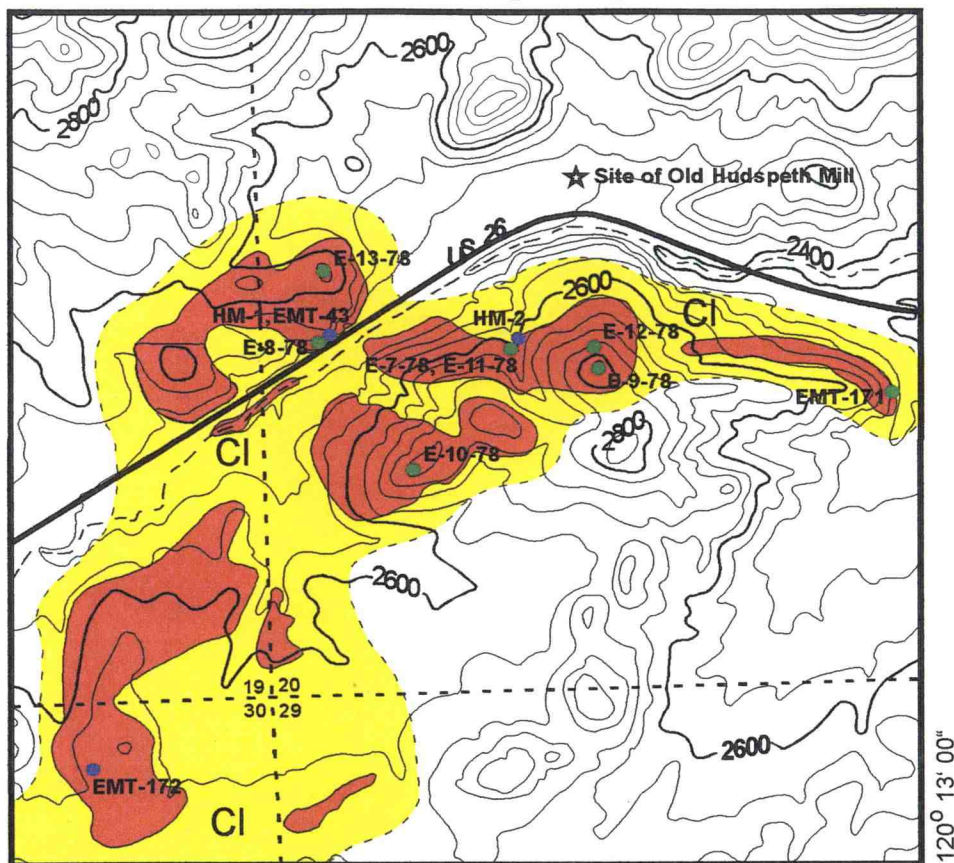 2600
2800
Site of Old Hudspeth Mill
US 26
2400
E-13-78
2600
Cl
HM-1, EMT-43
HM-2
E-8-78
E-12-78
E-7-78, E-11-78
E-9-78
EMT-171
2800
Cl
E-10-78
2600
19 20
30 29
2600
EMT-172
Cl
120° 13' 00"